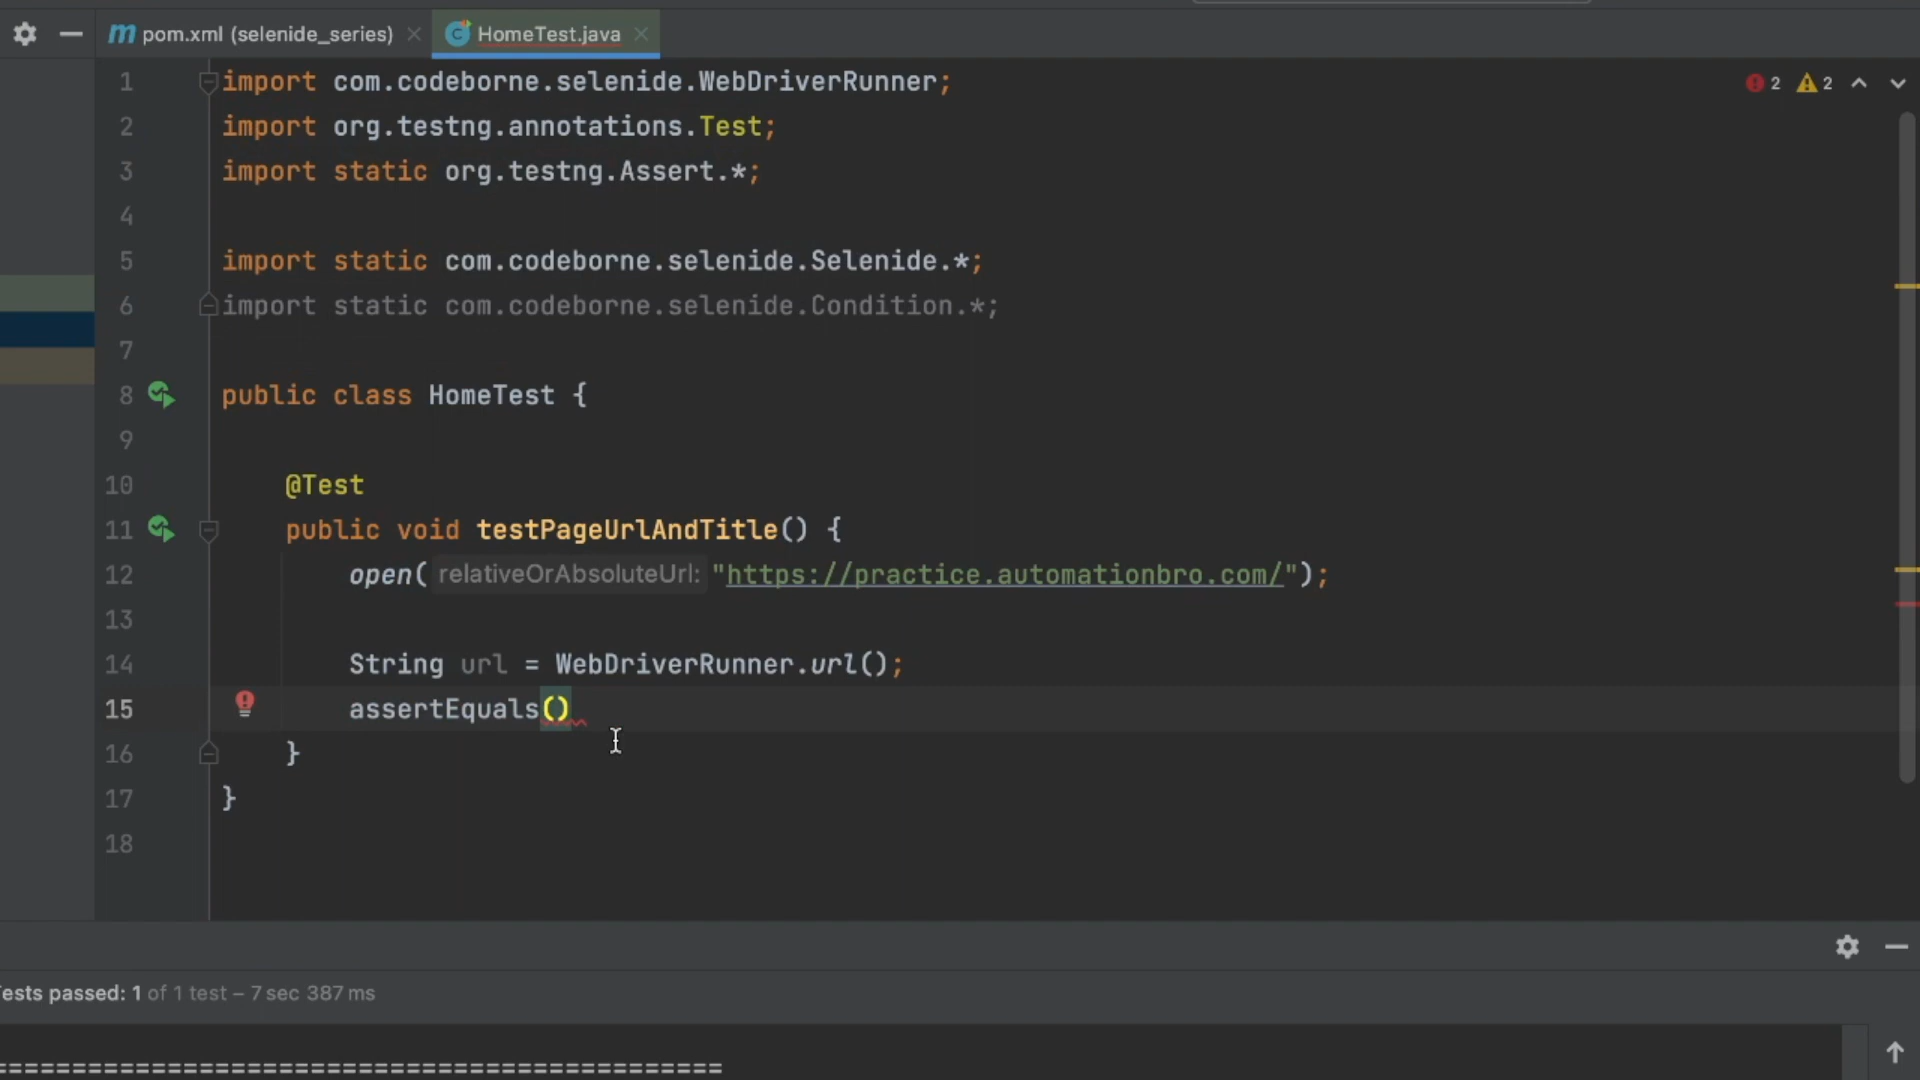 pom.xml (selenide_series) HomeTest.java
1 import com.codeborne.selenide.WebDriverRunner; 2 2
2 import org.testng.annotations.Test;
3 import static org.testng.Assert.*;
4
5 import static com.codeborne.selenide.Selenide.*;
6 import static com.codeborne.selenide.Condition.*;
7
8 public class HomeTest {
9
10 @Test
11 public void testPageUrlAndTitle() {
12 open( relativeOrAbsoluteUrl: "https://practice.automationbro.com/");
13
14 String url = WebDriverRunner.url();
15 assertEquals()
16 }
17 }
18
ests passed: 1 of 1 test – 7 sec 387 ms
==============================================